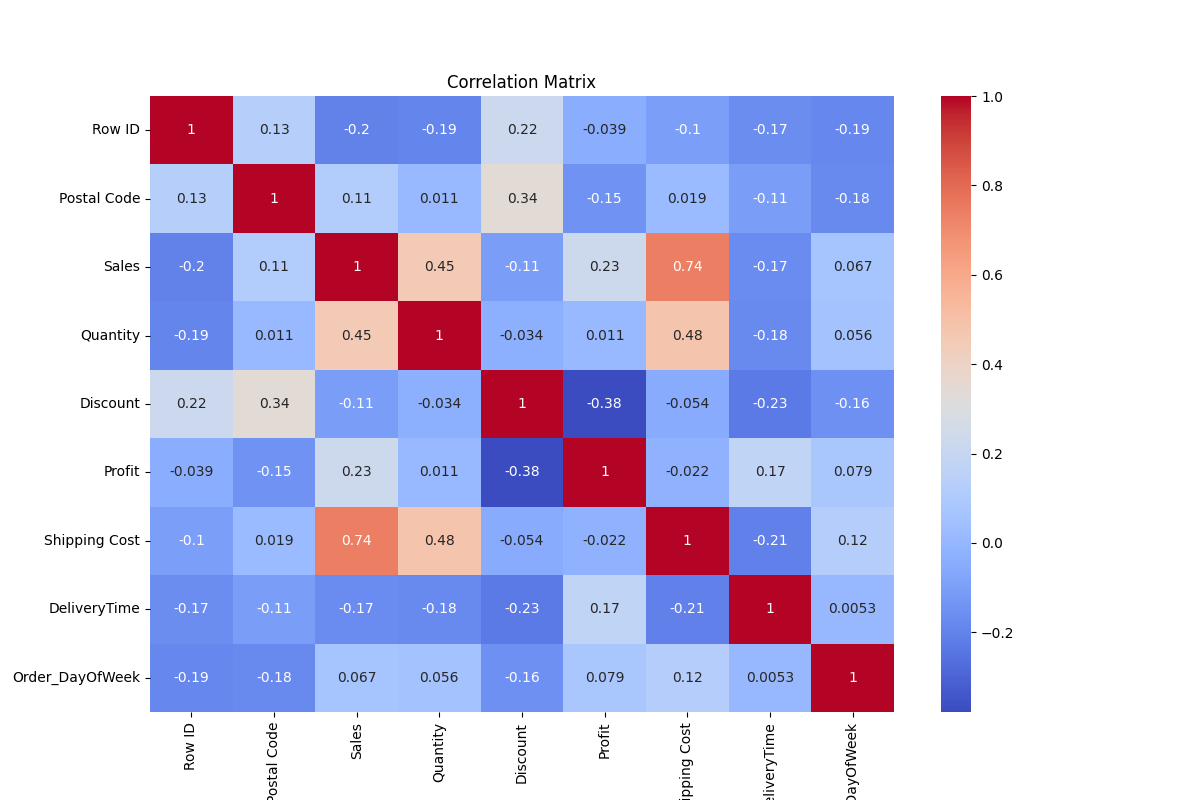 Correlation Matrix
Row ID 1 0.13 -0.2 -0.19 0.22 -0.039 -0.1 -0.17 -0.19
Postal Code 0.13 1 0.11 0.011 0.34 -0.15 0.019 -0.11 -0.18
Sales -0.2 0.11 1 0.45 -0.11 0.23 0.74 -0.17 0.067
Quantity -0.19 0.011 0.45 1 -0.034 0.011 0.48 -0.18 0.056
Discount 0.22 0.34 -0.11 -0.034 1 -0.38 -0.054 -0.23 -0.16
Profit -0.039 -0.15 0.23 0.011 -0.38 1 -0.022 0.17 0.079
Shipping Cost -0.1 0.019 0.74 0.48 -0.054 -0.022 1 -0.21 0.12
DeliveryTime -0.17 -0.11 -0.17 -0.18 -0.23 0.17 -0.21 1 0.0053
Order_DayOfWeek -0.19 -0.18 0.067 0.056 -0.16 0.079 0.12 0.0053 1
Row ID
Postal Code
Sales
Quantity
Discount
Profit
ipping Cost
eliveryTime
DayOfWeek
1.0
0.8
0.6
0.4
0.2
0.0
−0.2